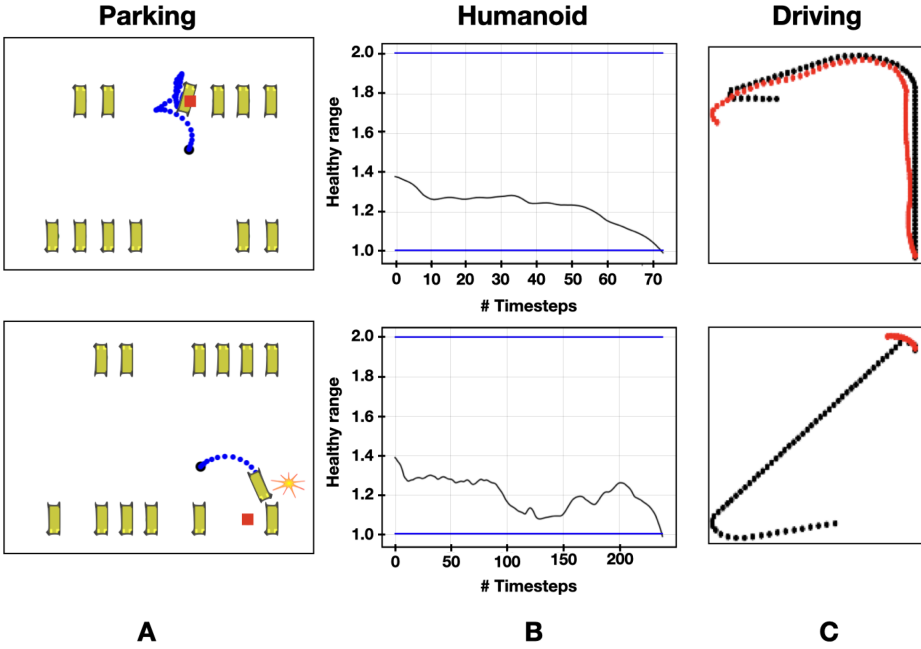 Parking
Humanoid
Driving
Healthy range
2.0
1.8
1.6
1.4
1.2
1.0
0 10 20 30 40 50 60 70
# Timesteps
Healthy range
2.0
1.8
1.6
1.4
1.2
1.0
0 50 100 150 200
# Timesteps
A
B
C